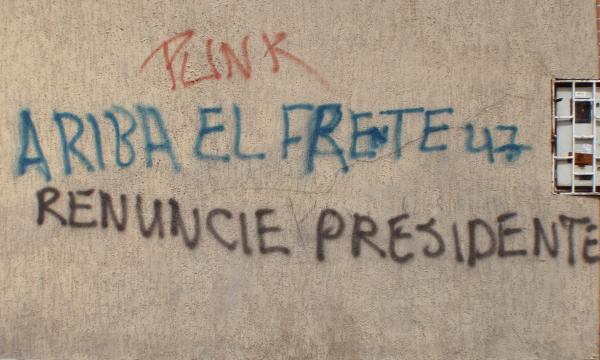 PUNK
ARIBA EL FRETE 47
RENUNCIE PRESIDENTE